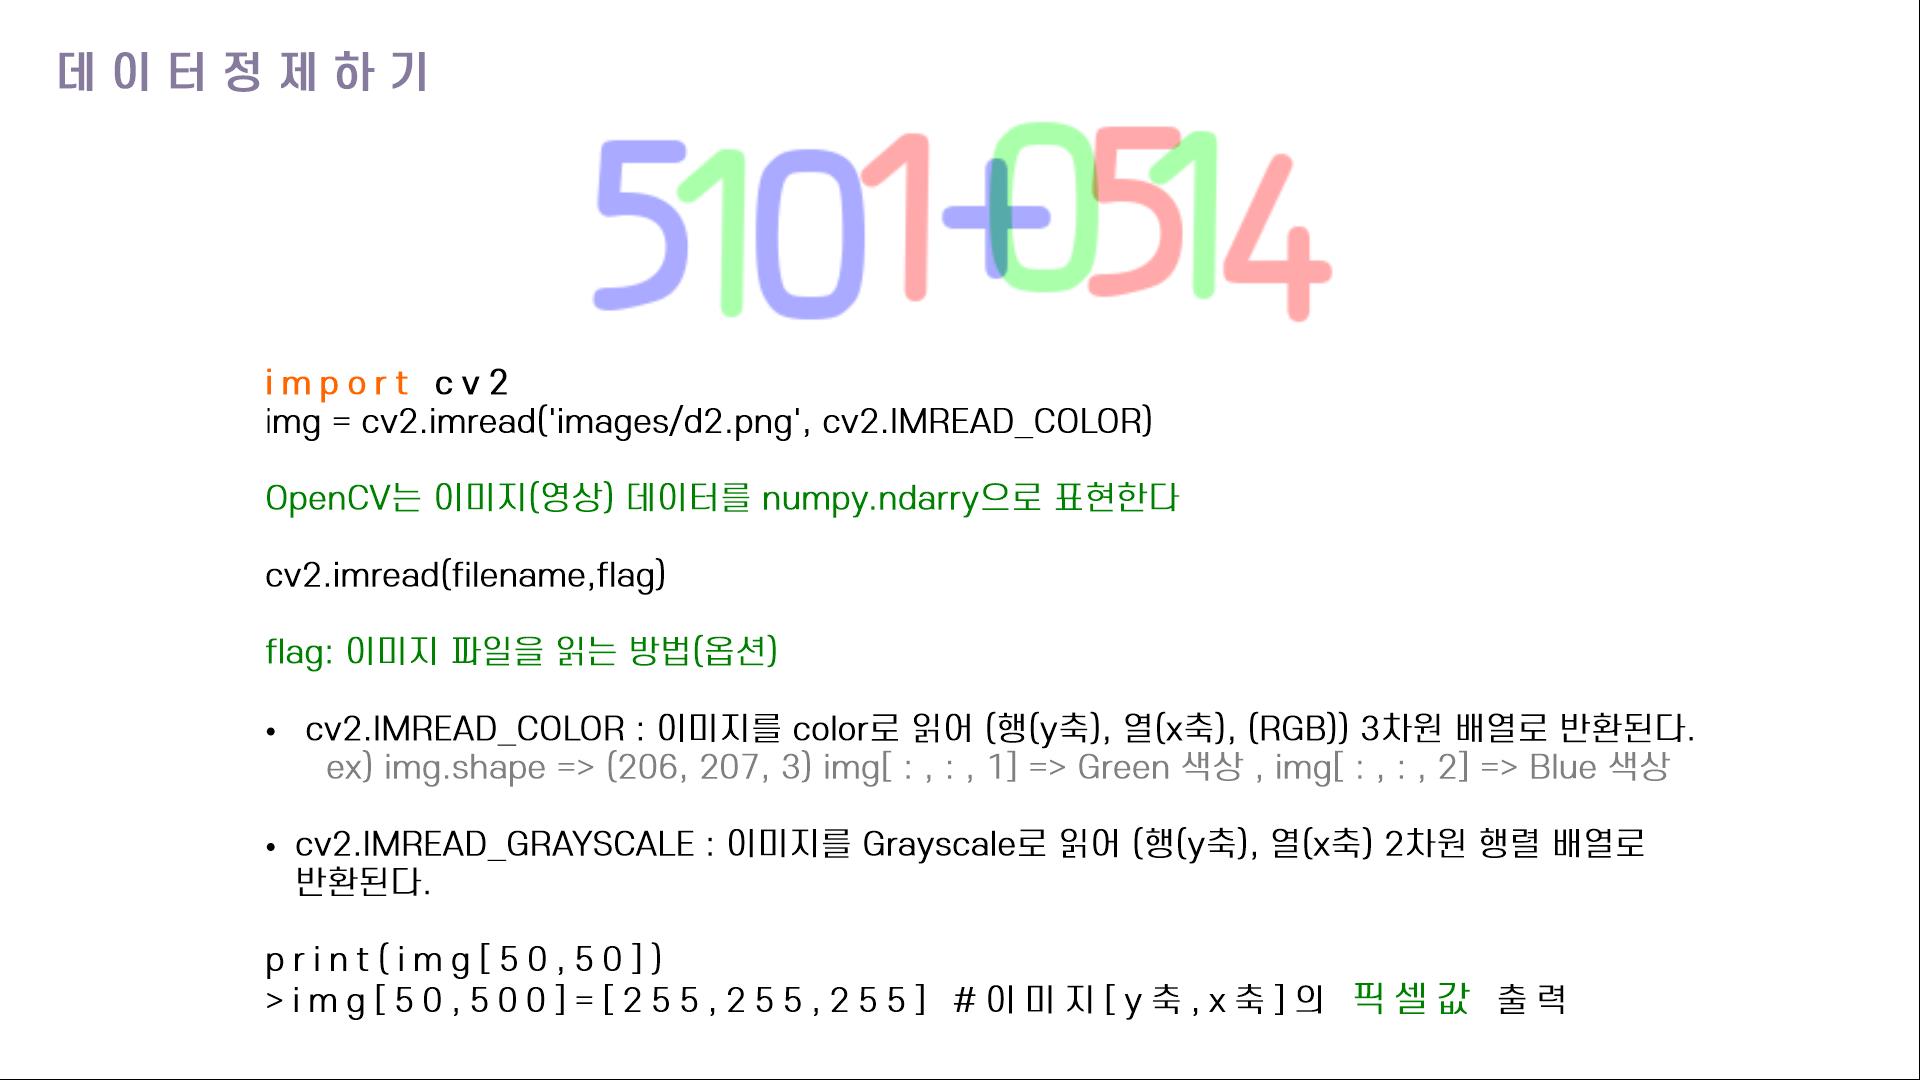 데이터정제하기
5101+0514
import cv2
img = cv2.imread('images/d2.png', cv2.IMREAD_COLOR)
OpenCV는 이미지(영상) 데이터를 numpy.ndarry으로 표현한다
cv2.imread(filename,flag)
flag: 이미지 파일을 읽는 방법(옵션)
• cv2.IMREAD_COLOR : 이미지를 color로 읽어 (행(y축), 열(x축), (RGB)) 3차원 배열로 반환된다.
ex) img.shape => (206, 207, 3) img[ : , : , 1] => Green 색상 , img[ : , : , 2] => Blue 색상
• cv2.IMREAD_GRAYSCALE : 이미지를 Grayscale로 읽어 (행(y축), 열(x축) 2차원 행렬 배열로
반환된다.
print(img[50,50])
>img[50,500]=[255,255,255] #이미지[y축,x축]의 픽셀값 출력